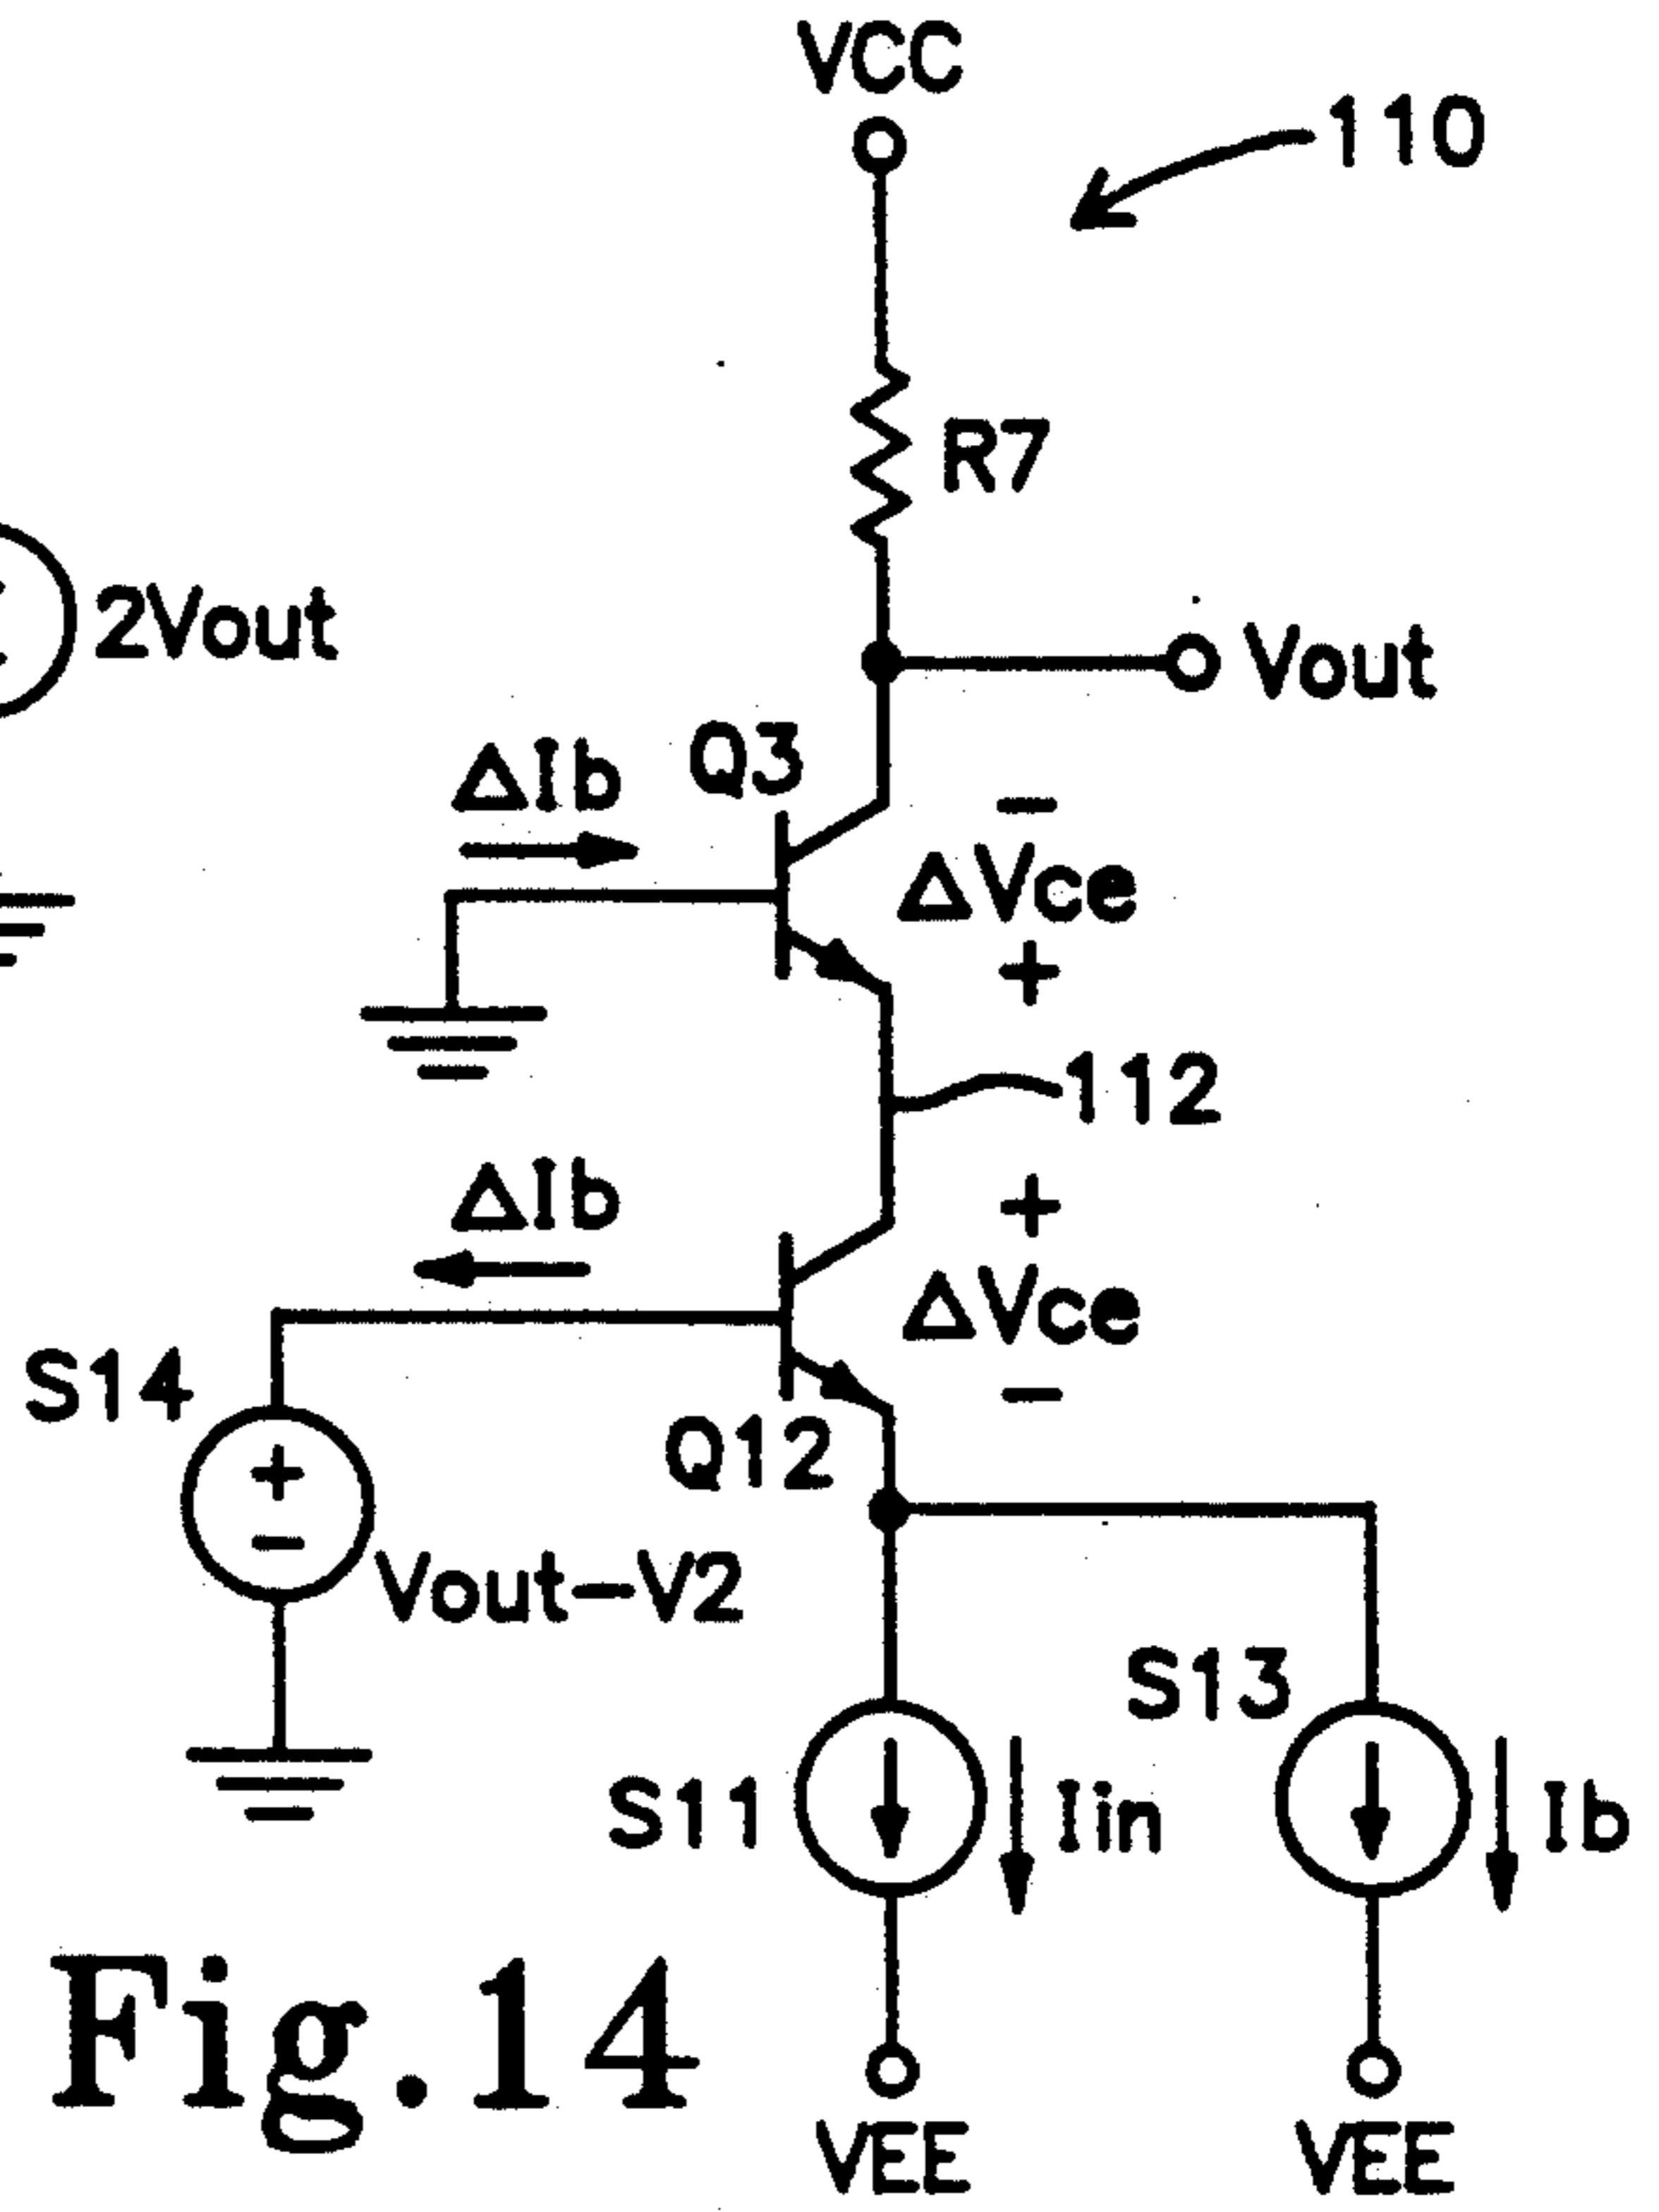 VCC
110
R7
2Vout
Vout
Q3
ΔIb
−
ΔVce
+
112
ΔIb
+
ΔVce
−
S14
Q12
+
−
Vout−V2
S13
S11
Iin
Ib
Fig.14
VEE
VEE